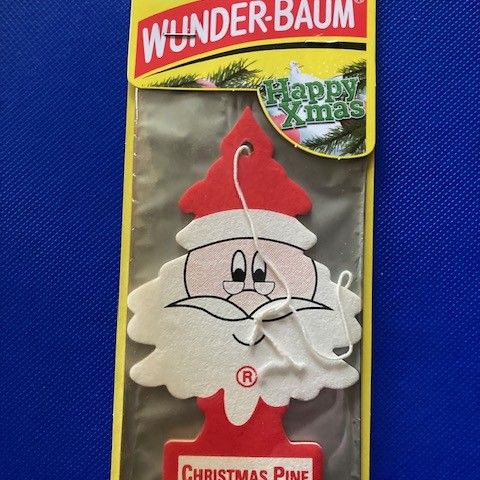 WUNDER-BAUM®
Happy
Xmas
®
CHRISTMAS PINE